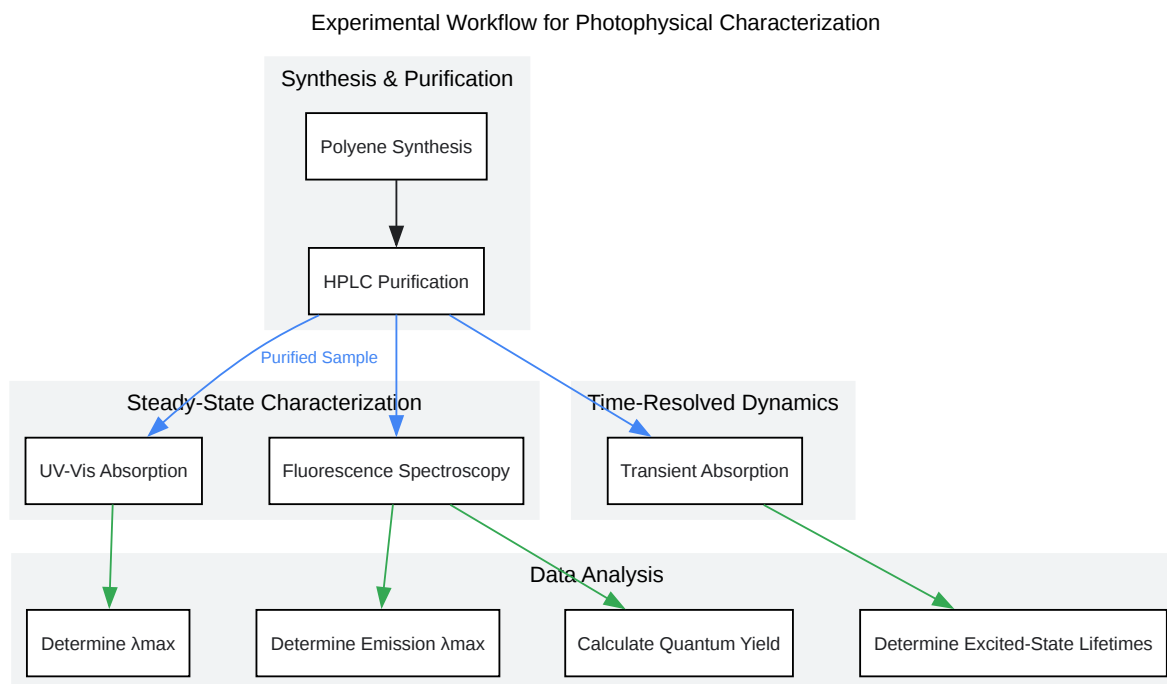 Experimental Workflow for Photophysical Characterization
Synthesis & Purification
Polyene Synthesis
HPLC Purification
Purified Sample
Steady-State Characterization
Time-Resolved Dynamics
UV-Vis Absorption
Fluorescence Spectroscopy
Transient Absorption
Data Analysis
Determine λmax
Determine Emission λmax
Calculate Quantum Yield
Determine Excited-State Lifetimes